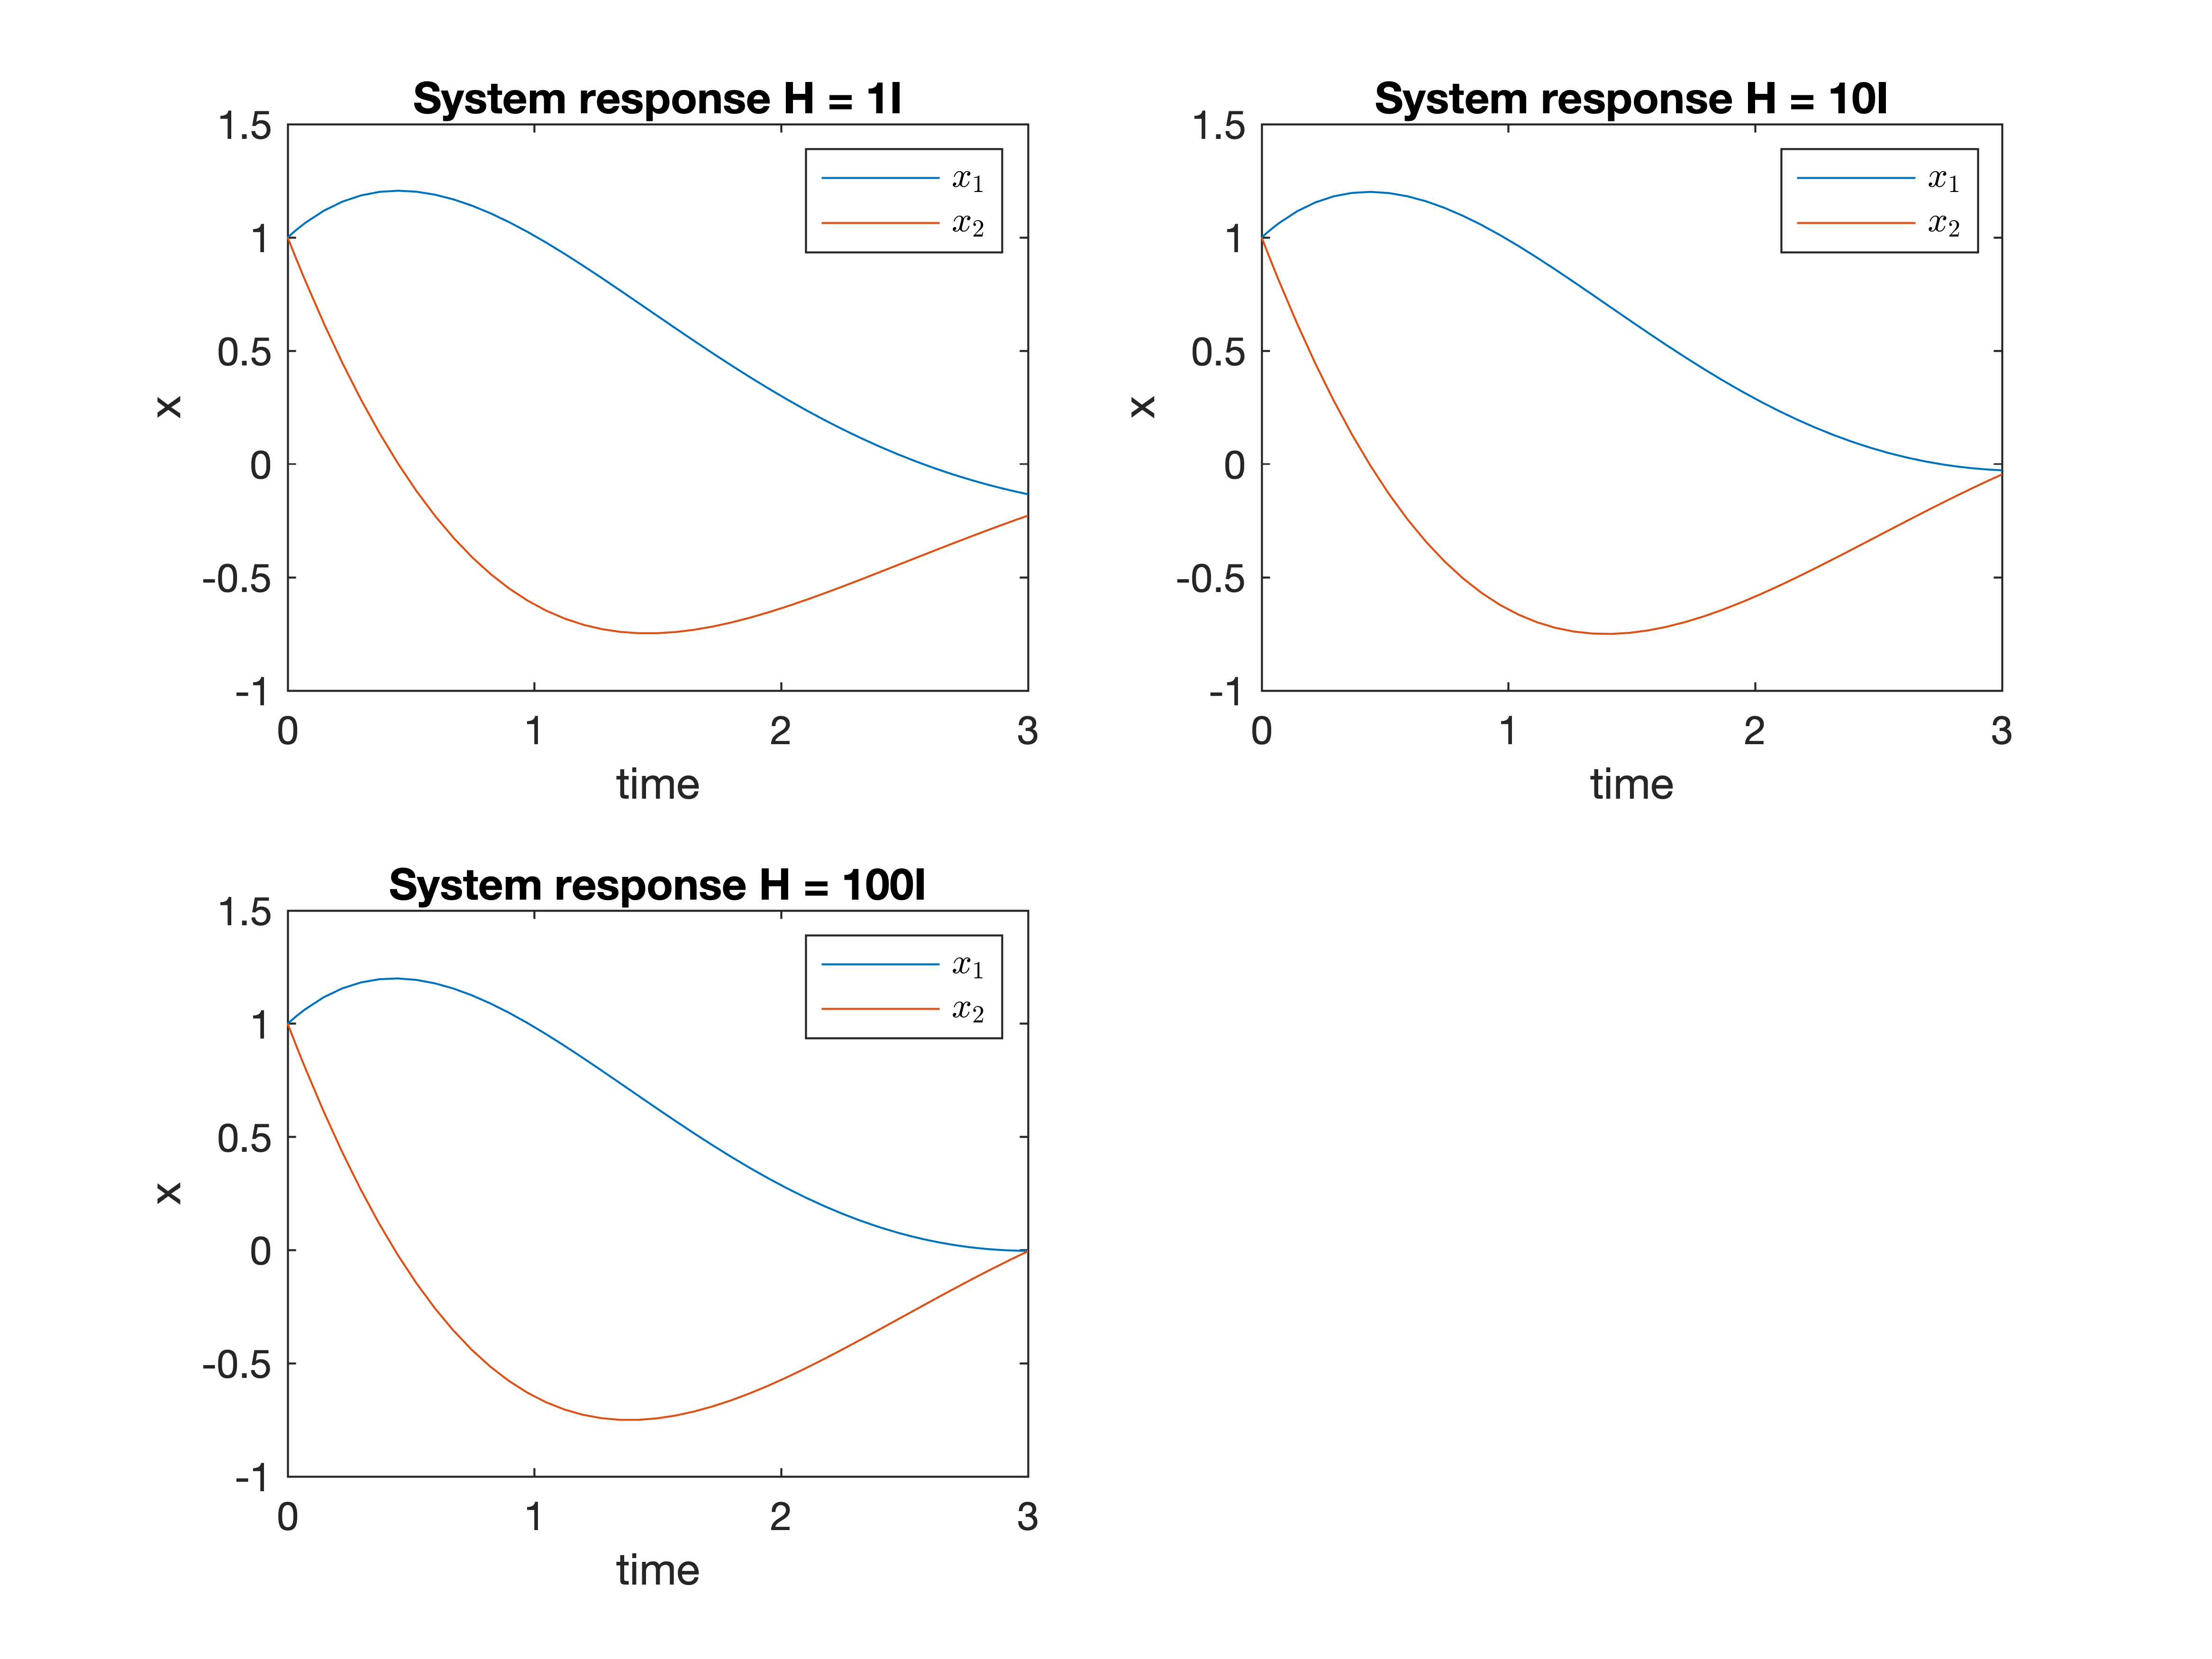 System response H = 1I
1.5
1
0.5
0
-0.5
-1
x
x1
x2
0 1 2 3
time
System response H = 10I
1.5
1
0.5
0
-0.5
-1
x
x1
x2
0 1 2 3
time
System response H = 100I
1.5
1
0.5
0
-0.5
-1
x
x1
x2
0 1 2 3
time